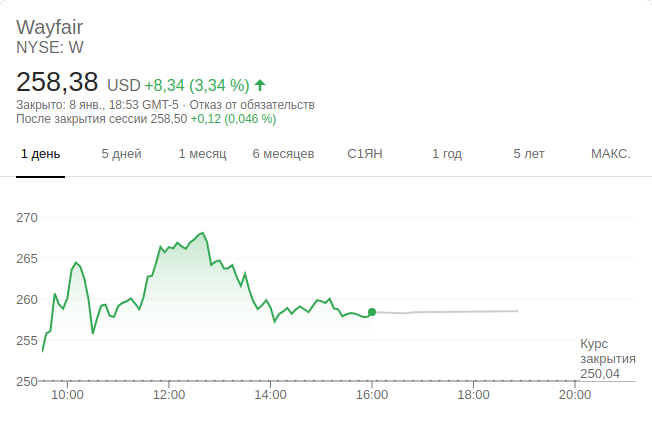 Wayfair
NYSE: W
258,38 USD +8,34 (3,34 %)
Закрыто: 8 янв., 18:53 GMT-5 · Отказ от обязательств
После закрытия сессии 258,50 +0,12 (0,046 %)
1 день 5 дней 1 месяц 6 месяцев С1ЯН 1 год 5 лет МАКС.
270
265
260
255
250
Курс
закрытия
250,04
10:00 12:00 14:00 16:00 18:00 20:00